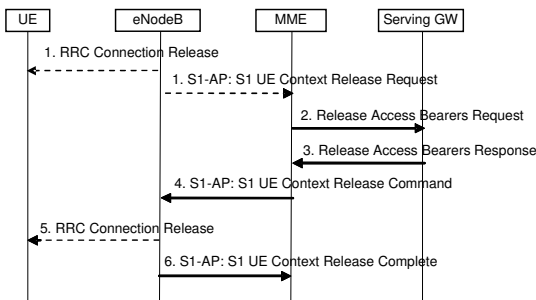 UE
eNodeB
MME
Serving GW
1. RRC Connection Release
1. S1-AP: S1 UE Context Release Request
2. Release Access Bearers Request
3. Release Access Bearers Response
4. S1-AP: S1 UE Context Release Command
5. RRC Connection Release
6. S1-AP: S1 UE Context Release Complete